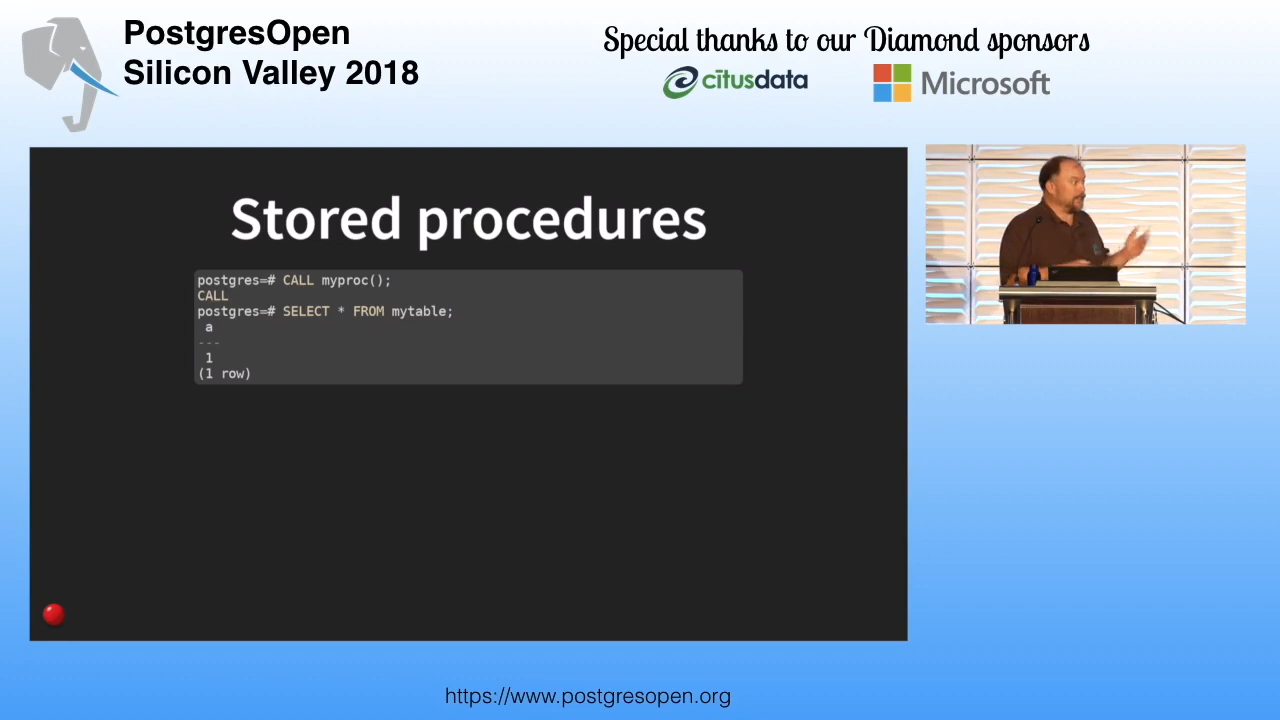 PostgresOpen
Silicon Valley 2018
Special thanks to our Diamond sponsors
citusdata
Microsoft
Stored procedures
postgres=# CALL myproc();
CALL
postgres=# SELECT * FROM mytable;
a
---
1
(1 row)
https://www.postgresopen.org